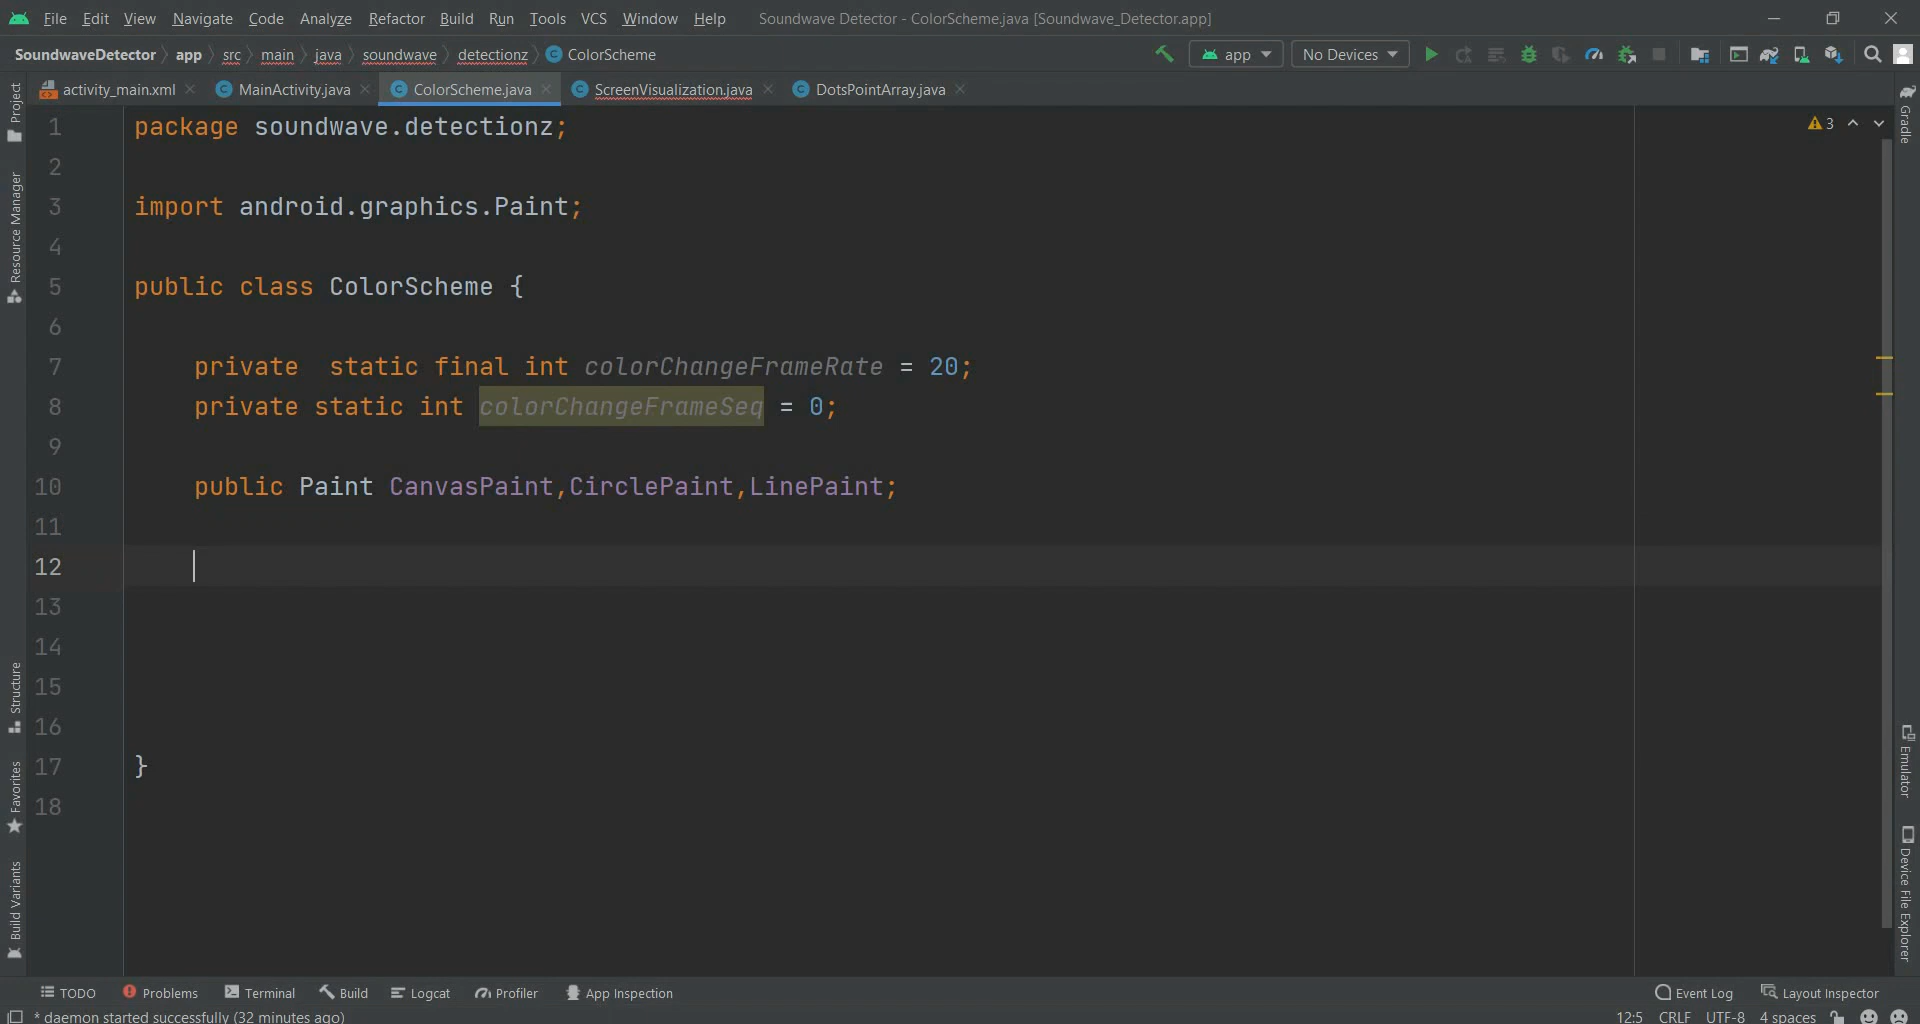 File Edit View Navigate Code Analyze Refactor Build Run Tools VCS Window Help Soundwave Detector - ColorScheme.java [Soundwave_Detector.app]
SoundwaveDetector app src main java soundwave detectionz ColorScheme app No Devices
activity_main.xml MainActivity.java ColorScheme.java ScreenVisualization.java DotsPointArray.java
1 package soundwave.detectionz; 3
2
3 import android.graphics.Paint;
4
5 public class ColorScheme {
6
7 private  static final int colorChangeFrameRate = 20;
8 private static int colorChangeFrameSeq = 0;
9
10 public Paint CanvasPaint,CirclePaint,LinePaint;
11
12
13
14
15
16
17 }
18
Project
Resource Manager
Structure
Favorites
Build Variants
Gradle
Emulator
Device File Explorer
TODO Problems Terminal Build Logcat Profiler App Inspection Event Log Layout Inspector
* daemon started successfully (32 minutes ago) 12:5 CRLF UTF-8 4 spaces